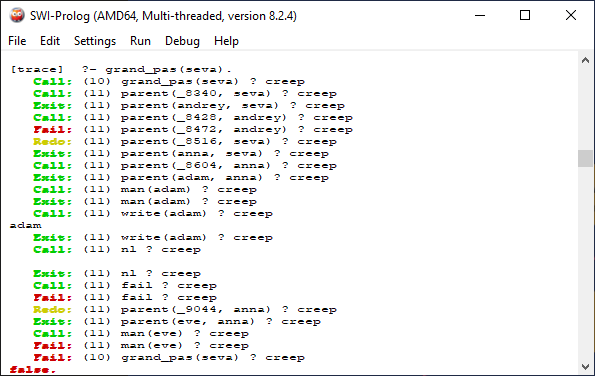 SWI-Prolog (AMD64, Multi-threaded, version 8.2.4)
File Edit Settings Run Debug Help
[trace]  ?- grand_pas(seva).
   Call: (10) grand_pas(seva) ? creep
   Call: (11) parent(_8340, seva) ? creep
   Exit: (11) parent(andrey, seva) ? creep
   Call: (11) parent(_8428, andrey) ? creep
   Fail: (11) parent(_8472, andrey) ? creep
   Redo: (11) parent(_8516, seva) ? creep
   Exit: (11) parent(anna, seva) ? creep
   Call: (11) parent(_8604, anna) ? creep
   Exit: (11) parent(adam, anna) ? creep
   Call: (11) man(adam) ? creep
   Exit: (11) man(adam) ? creep
   Call: (11) write(adam) ? creep
adam
   Exit: (11) write(adam) ? creep
   Call: (11) nl ? creep
   Exit: (11) nl ? creep
   Call: (11) fail ? creep
   Fail: (11) fail ? creep
   Redo: (11) parent(_9044, anna) ? creep
   Exit: (11) parent(eve, anna) ? creep
   Call: (11) man(eve) ? creep
   Fail: (11) man(eve) ? creep
   Fail: (10) grand_pas(seva) ? creep
false.